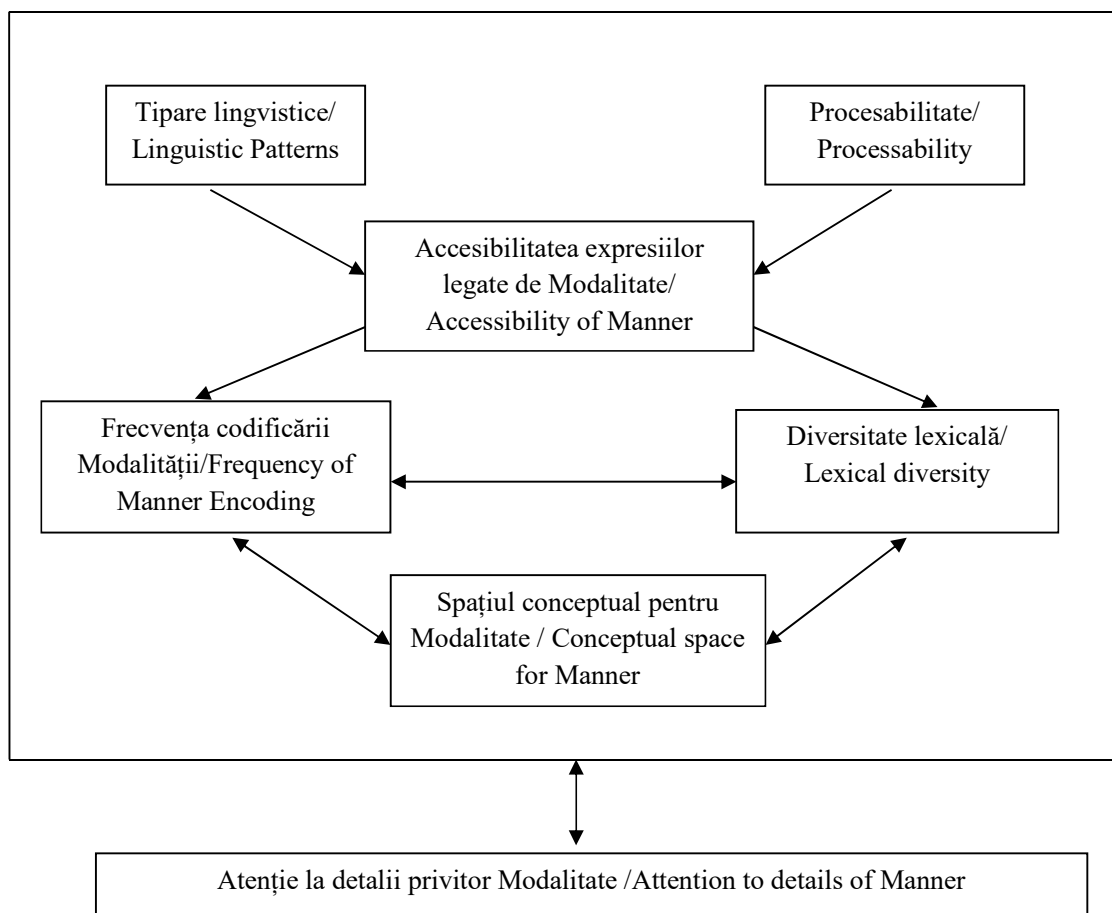 Tipare lingvistice/
Linguistic Patterns
Procesabilitate/
Processability
Accesibilitatea expresiilor
legate de Modalitate/
Accessibility of Manner
Frecvența codificării
Modalității/Frequency of
Manner Encoding
Diversitate lexicală/
Lexical diversity
Spațiul conceptual pentru
Modalitate / Conceptual space
for Manner
Atenție la detalii privitor Modalitate /Attention to details of Manner